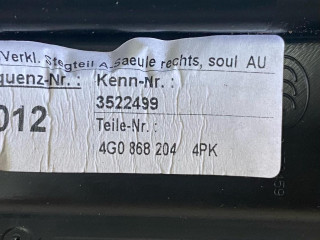 Verkl. Stegteil A Saeule rechts, soul AU
quenz-Nr.: Kenn-Nr.:
3522499
012
Teile-Nr.:
4G0 868 204 4PK